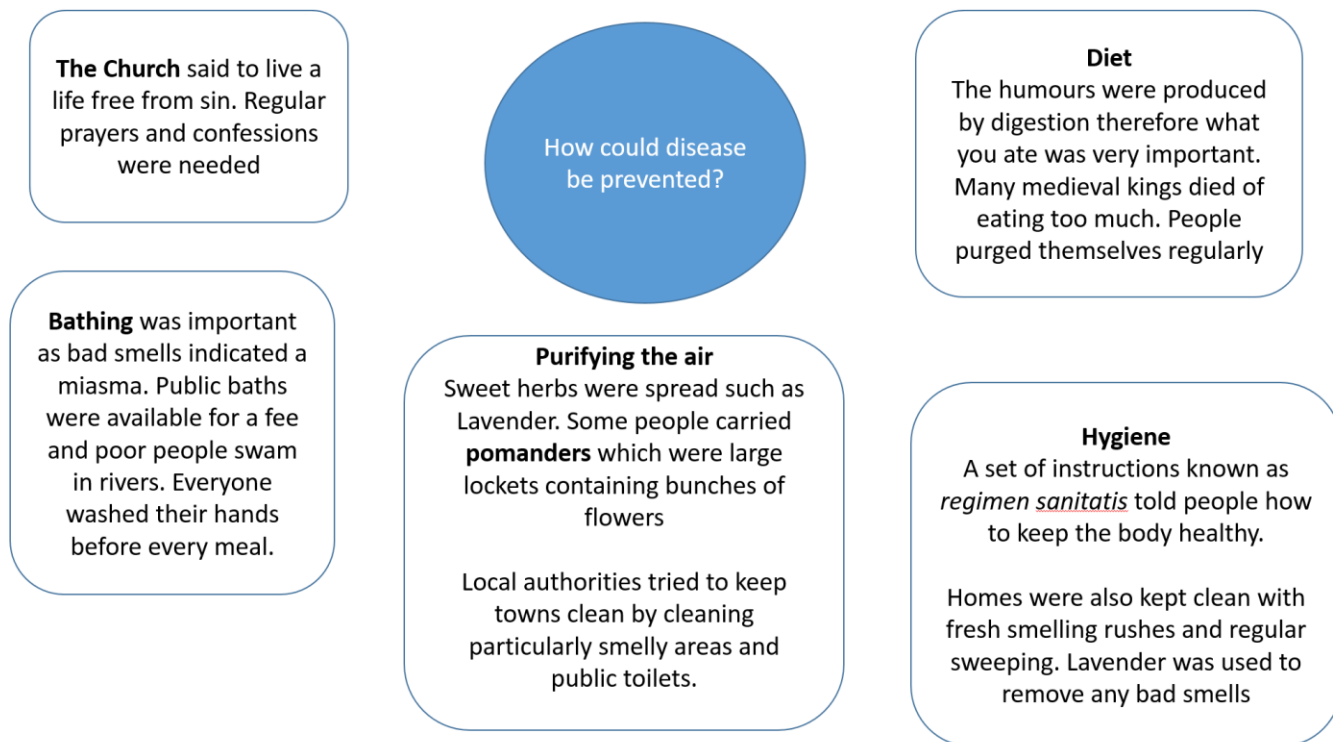 The Church said to live a
life free from sin. Regular
prayers and confessions
were needed
How could disease
be prevented?
Diet
The humours were produced
by digestion therefore what
you ate was very important.
Many medieval kings died of
eating too much. People
purged themselves regularly
Bathing was important
as bad smells indicated a
miasma. Public baths
were available for a fee
and poor people swam
in rivers. Everyone
washed their hands
before every meal.
Purifying the air
Sweet herbs were spread such as
Lavender. Some people carried
pomanders which were large
lockets containing bunches of
flowers
Local authorities tried to keep
towns clean by cleaning
particularly smelly areas and
public toilets.
Hygiene
A set of instructions known as
regimen sanitatis told people how
to keep the body healthy.
Homes were also kept clean with
fresh smelling rushes and regular
sweeping. Lavender was used to
remove any bad smells